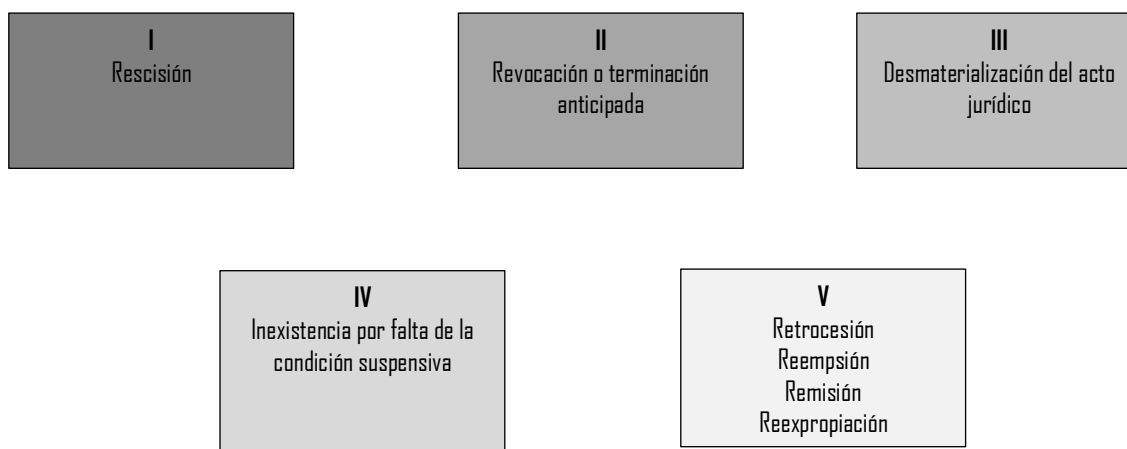 I
Rescisión
II
Revocación o terminación
anticipada
III
Desmaterialización del acto
jurídico
IV
Inexistencia por falta de la
condición suspensiva
V
Retrocesión
Reempsión
Remisión
Reexpropiación